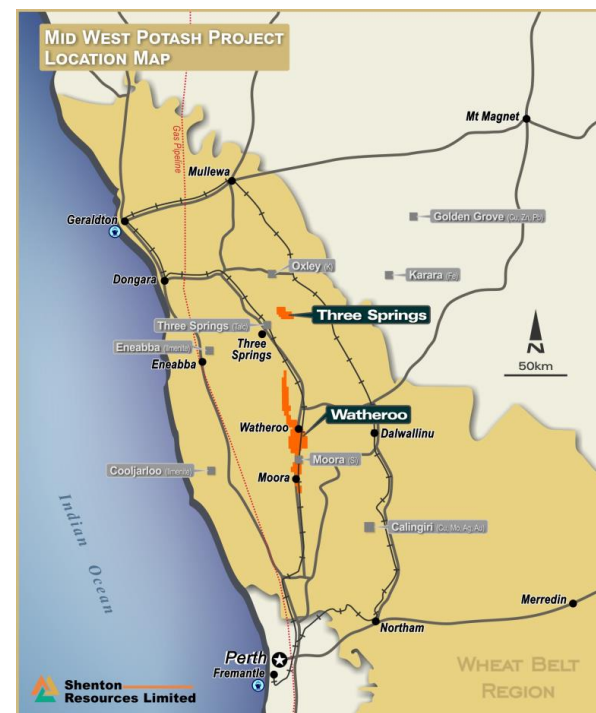 MID WEST POTASH PROJECT
LOCATION MAP
Mt Magnet
Gas Pipeline
Mullewa
Golden Grove (Cu, Zn, Pb)
Geraldton
Oxley (K)
Karara (Fe)
Dongara
Three Springs
Three Springs (Talc)
Three
Springs
N
50km
Eneabba (Ilmenite)
Eneabba
Watheroo
Watheroo
Dalwallinu
Moora (Si)
Cooljarloo (Ilmenite)
Moora
Indian Ocean
Calingiri (Cu, Mo, Ag, Au)
Merredin
Northam
Perth
Fremantle
WHEAT BELT
REGION
Shenton
Resources Limited